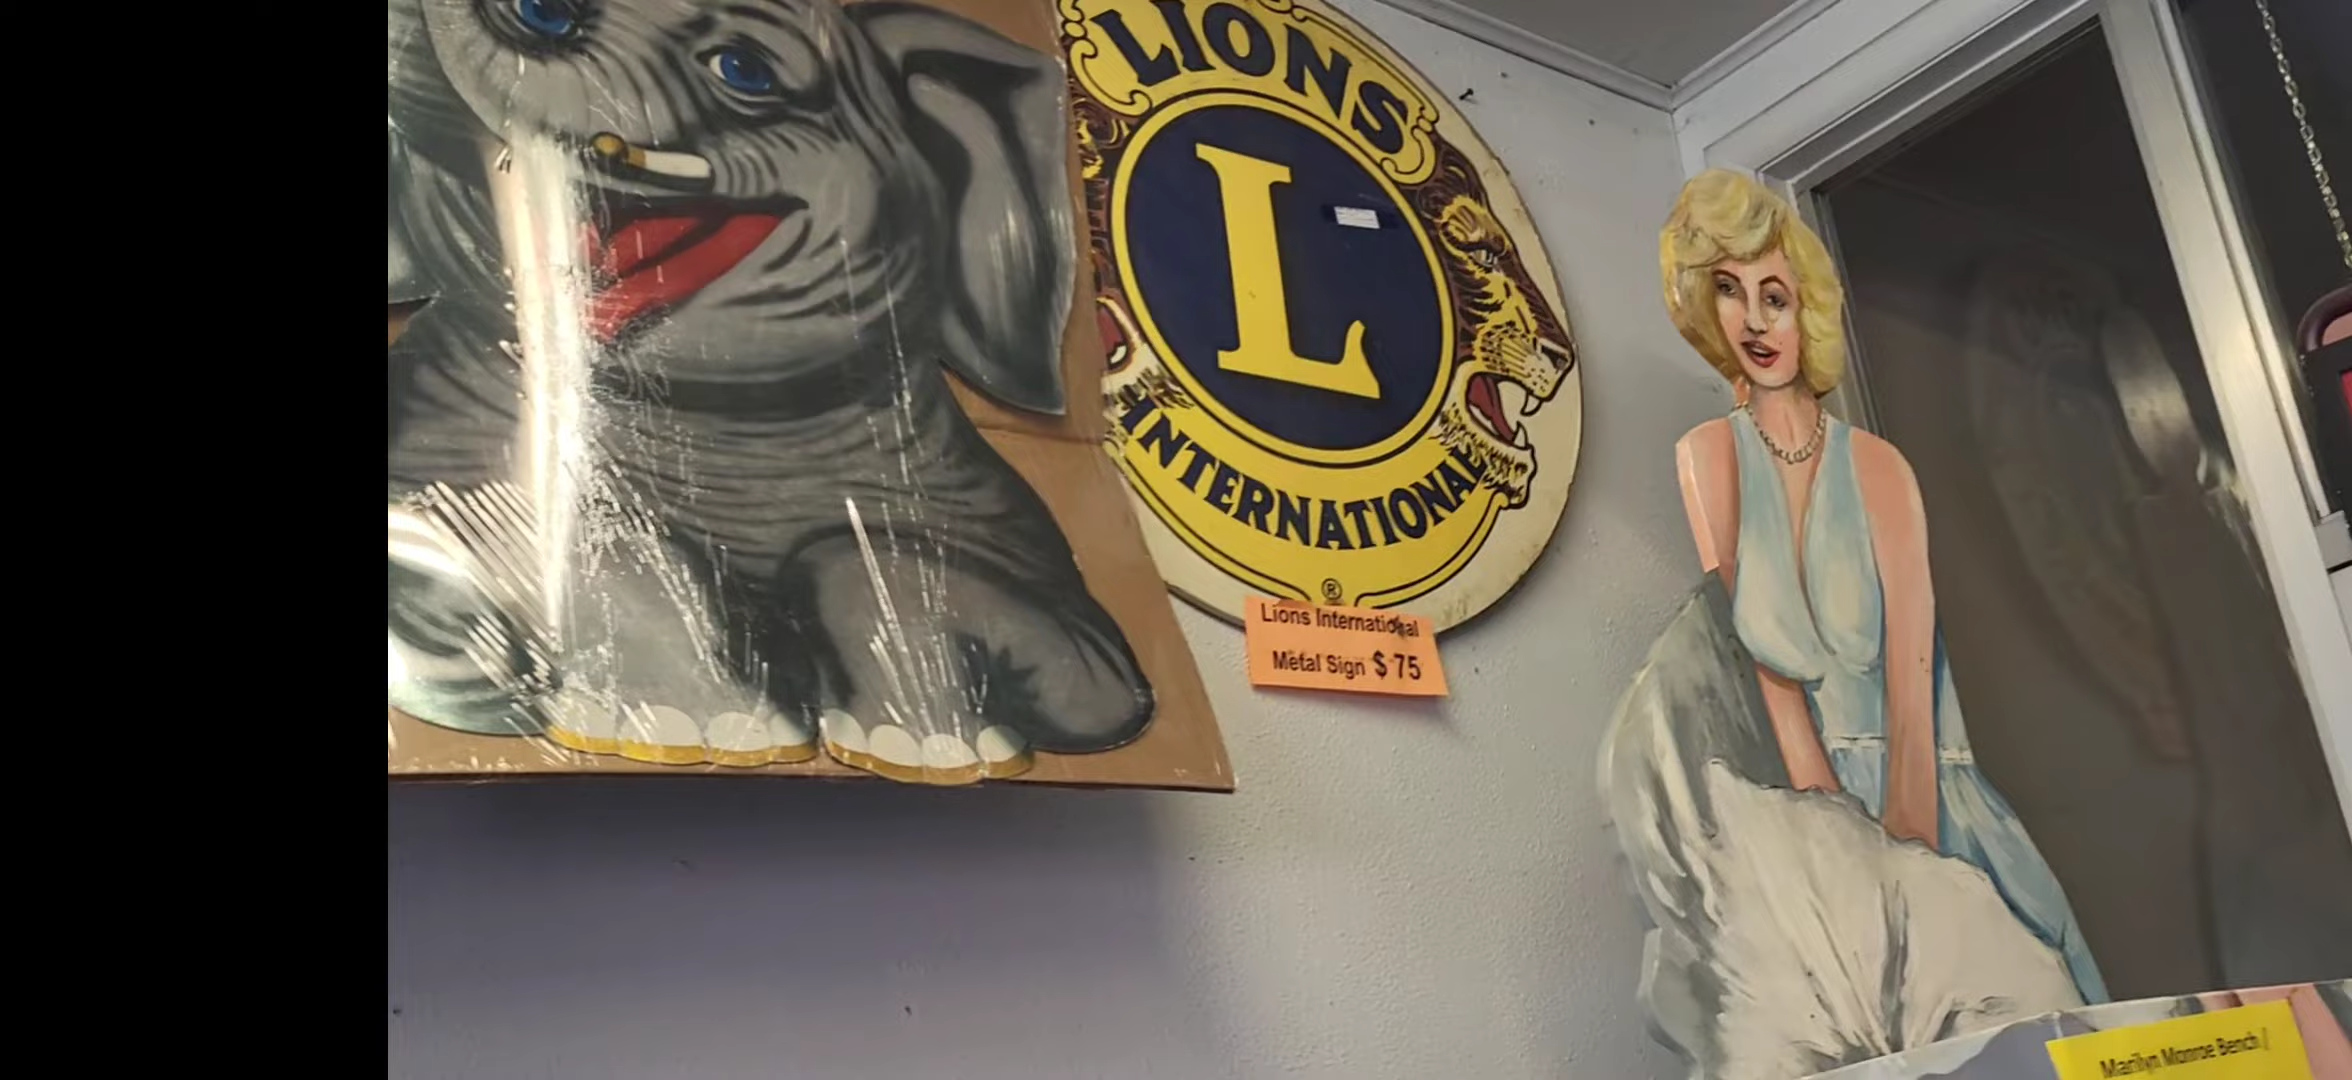 LIONS
L
INTERNATIONAL
®
Lions International
Metal Sign $75
Marilyn Monroe Bench /